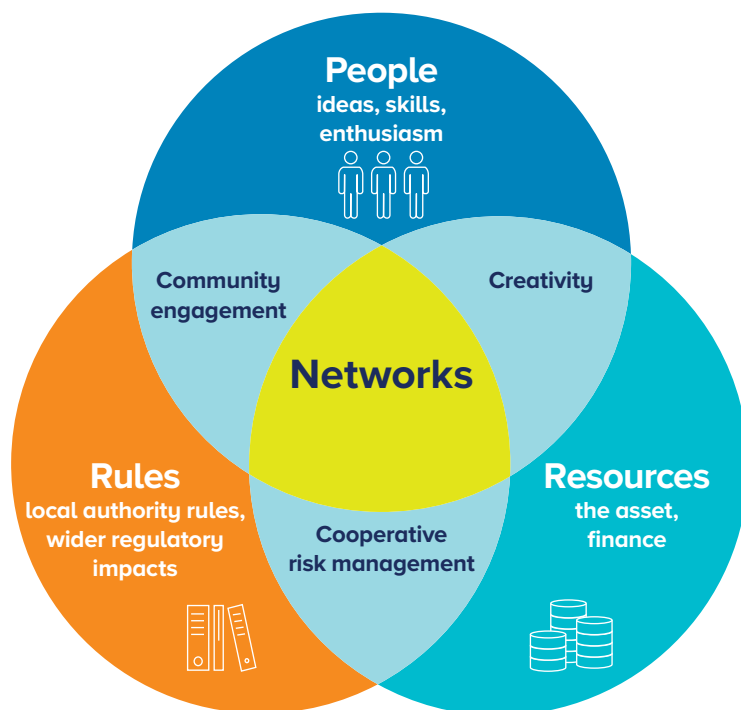 People
ideas, skills,
enthusiasm
Community
engagement
Creativity
Networks
Rules
local authority rules,
wider regulatory
impacts
Cooperative
risk management
Resources
the asset,
finance